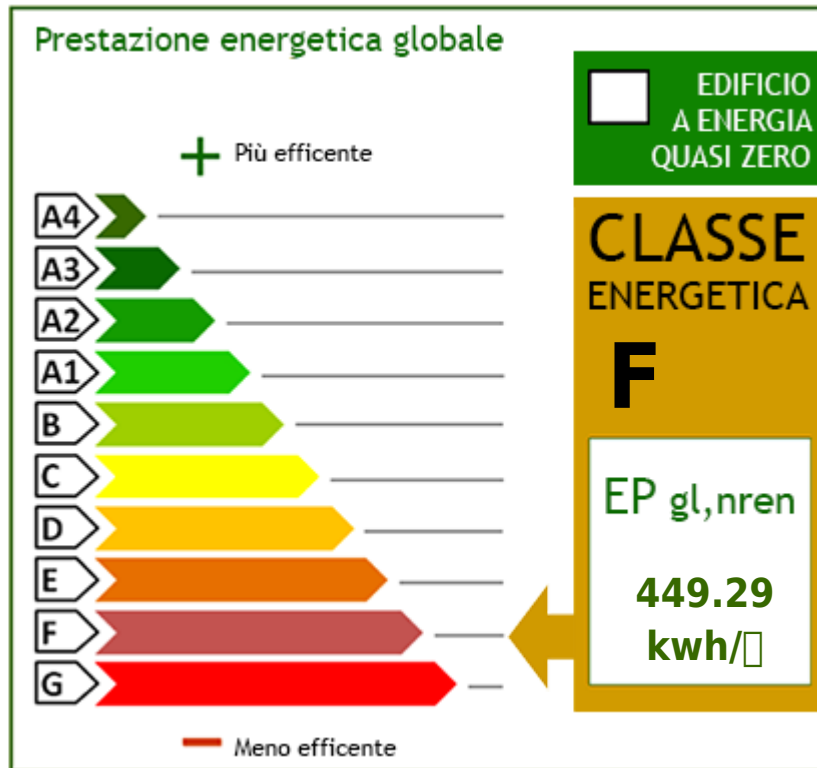 Prestazione energetica globale
EDIFICIO
A ENERGIA
QUASI ZERO
+ Più efficente
A4
A3
A2
A1
B
C
D
E
F
G
− Meno efficente
CLASSE
ENERGETICA
F
EP gl,nren
449.29
kwh/▯